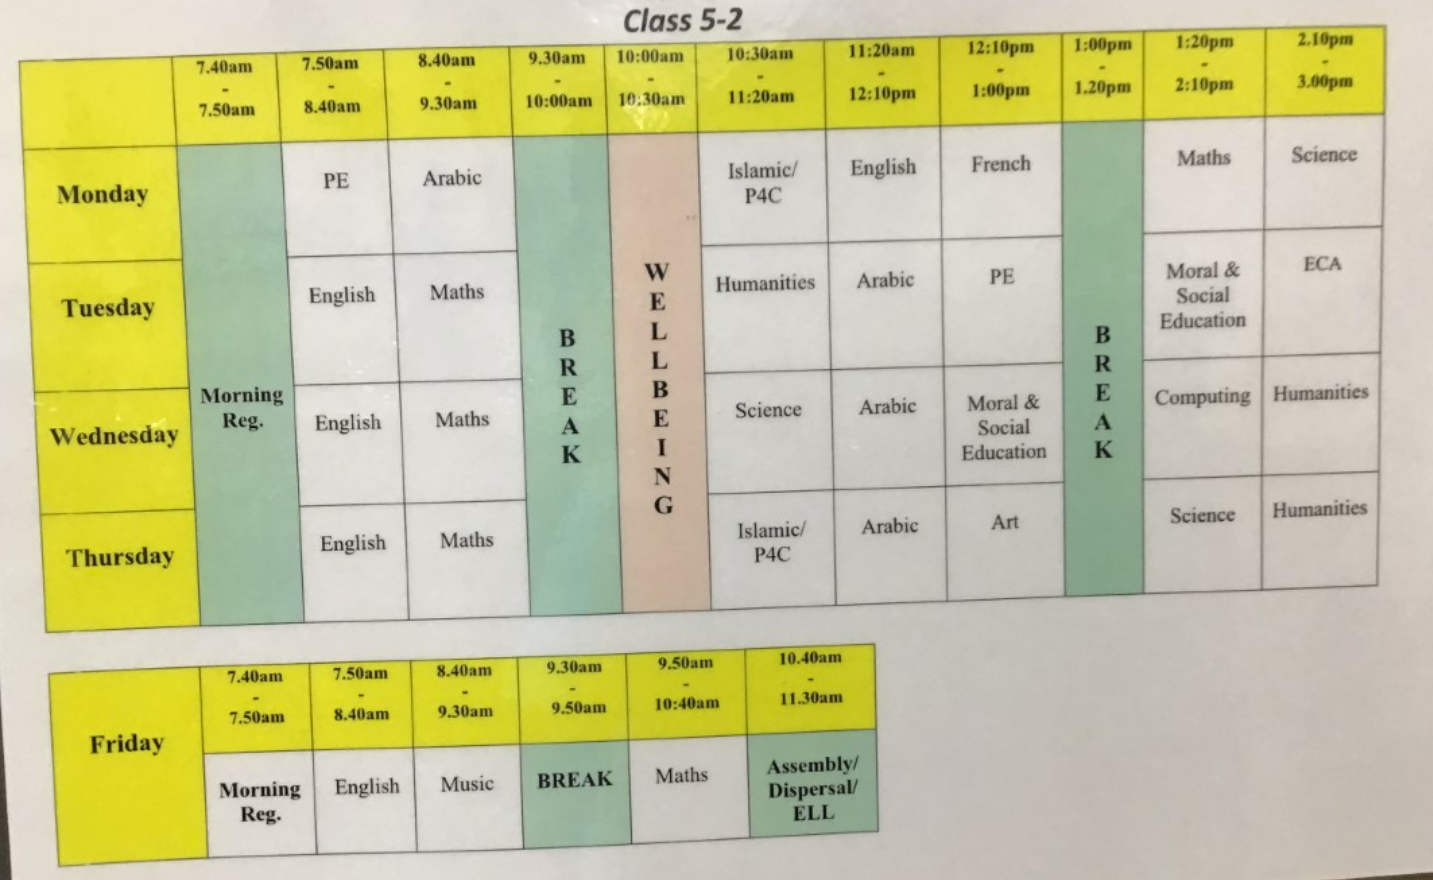 Class 5-2
7.40am - 7.50am 7.50am - 8.40am 8.40am - 9.30am 9.30am - 10:00am 10:00am - 10:30am 10:30am - 11:20am 11:20am - 12:10pm 12:10pm - 1:00pm 1:00pm - 1.20pm 1:20pm - 2:10pm 2.10pm - 3.00pm
Monday PE Arabic Islamic/ P4C English French Maths Science
Tuesday English Maths Humanities Arabic PE Moral & Social Education ECA
Morning Reg.
BREAK
WELLBEING
BREAK
Wednesday English Maths Science Arabic Moral & Social Education Computing Humanities
Thursday English Maths Islamic/ P4C Arabic Art Science Humanities
Friday
7.40am - 7.50am 7.50am - 8.40am 8.40am - 9.30am 9.30am - 9.50am 9.50am - 10:40am 10.40am - 11.30am
Morning Reg. English Music BREAK Maths Assembly/ Dispersal/ ELL